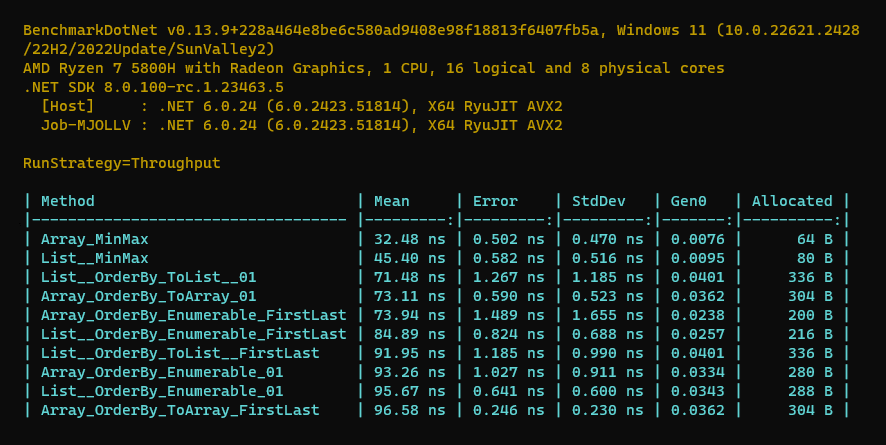 BenchmarkDotNet v0.13.9+228a464e8be6c580ad9408e98f18813f6407fb5a, Windows 11 (10.0.22621.2428
/22H2/2022Update/SunValley2)
AMD Ryzen 7 5800H with Radeon Graphics, 1 CPU, 16 logical and 8 physical cores
.NET SDK 8.0.100-rc.1.23463.5
  [Host]     : .NET 6.0.24 (6.0.2423.51814), X64 RyuJIT AVX2
  Job-MJOLLV : .NET 6.0.24 (6.0.2423.51814), X64 RyuJIT AVX2
RunStrategy=Throughput
| Method                             | Mean     | Error    | StdDev   | Gen0   | Allocated |
|----------------------------------- |---------:|---------:|---------:|-------:|----------:|
| Array_MinMax                       | 32.48 ns | 0.502 ns | 0.470 ns | 0.0076 |      64 B |
| List__MinMax                       | 45.40 ns | 0.582 ns | 0.516 ns | 0.0095 |      80 B |
| List__OrderBy_ToList__01           | 71.48 ns | 1.267 ns | 1.185 ns | 0.0401 |     336 B |
| Array_OrderBy_ToArray_01           | 73.11 ns | 0.590 ns | 0.523 ns | 0.0362 |     304 B |
| Array_OrderBy_Enumerable_FirstLast | 73.94 ns | 1.489 ns | 1.655 ns | 0.0238 |     200 B |
| List__OrderBy_Enumerable_FirstLast | 84.89 ns | 0.824 ns | 0.688 ns | 0.0257 |     216 B |
| List__OrderBy_ToList__FirstLast    | 91.95 ns | 1.185 ns | 0.990 ns | 0.0401 |     336 B |
| Array_OrderBy_Enumerable_01        | 93.26 ns | 1.027 ns | 0.911 ns | 0.0334 |     280 B |
| List__OrderBy_Enumerable_01        | 95.67 ns | 0.641 ns | 0.600 ns | 0.0343 |     288 B |
| Array_OrderBy_ToArray_FirstLast    | 96.58 ns | 0.246 ns | 0.230 ns | 0.0362 |     304 B |